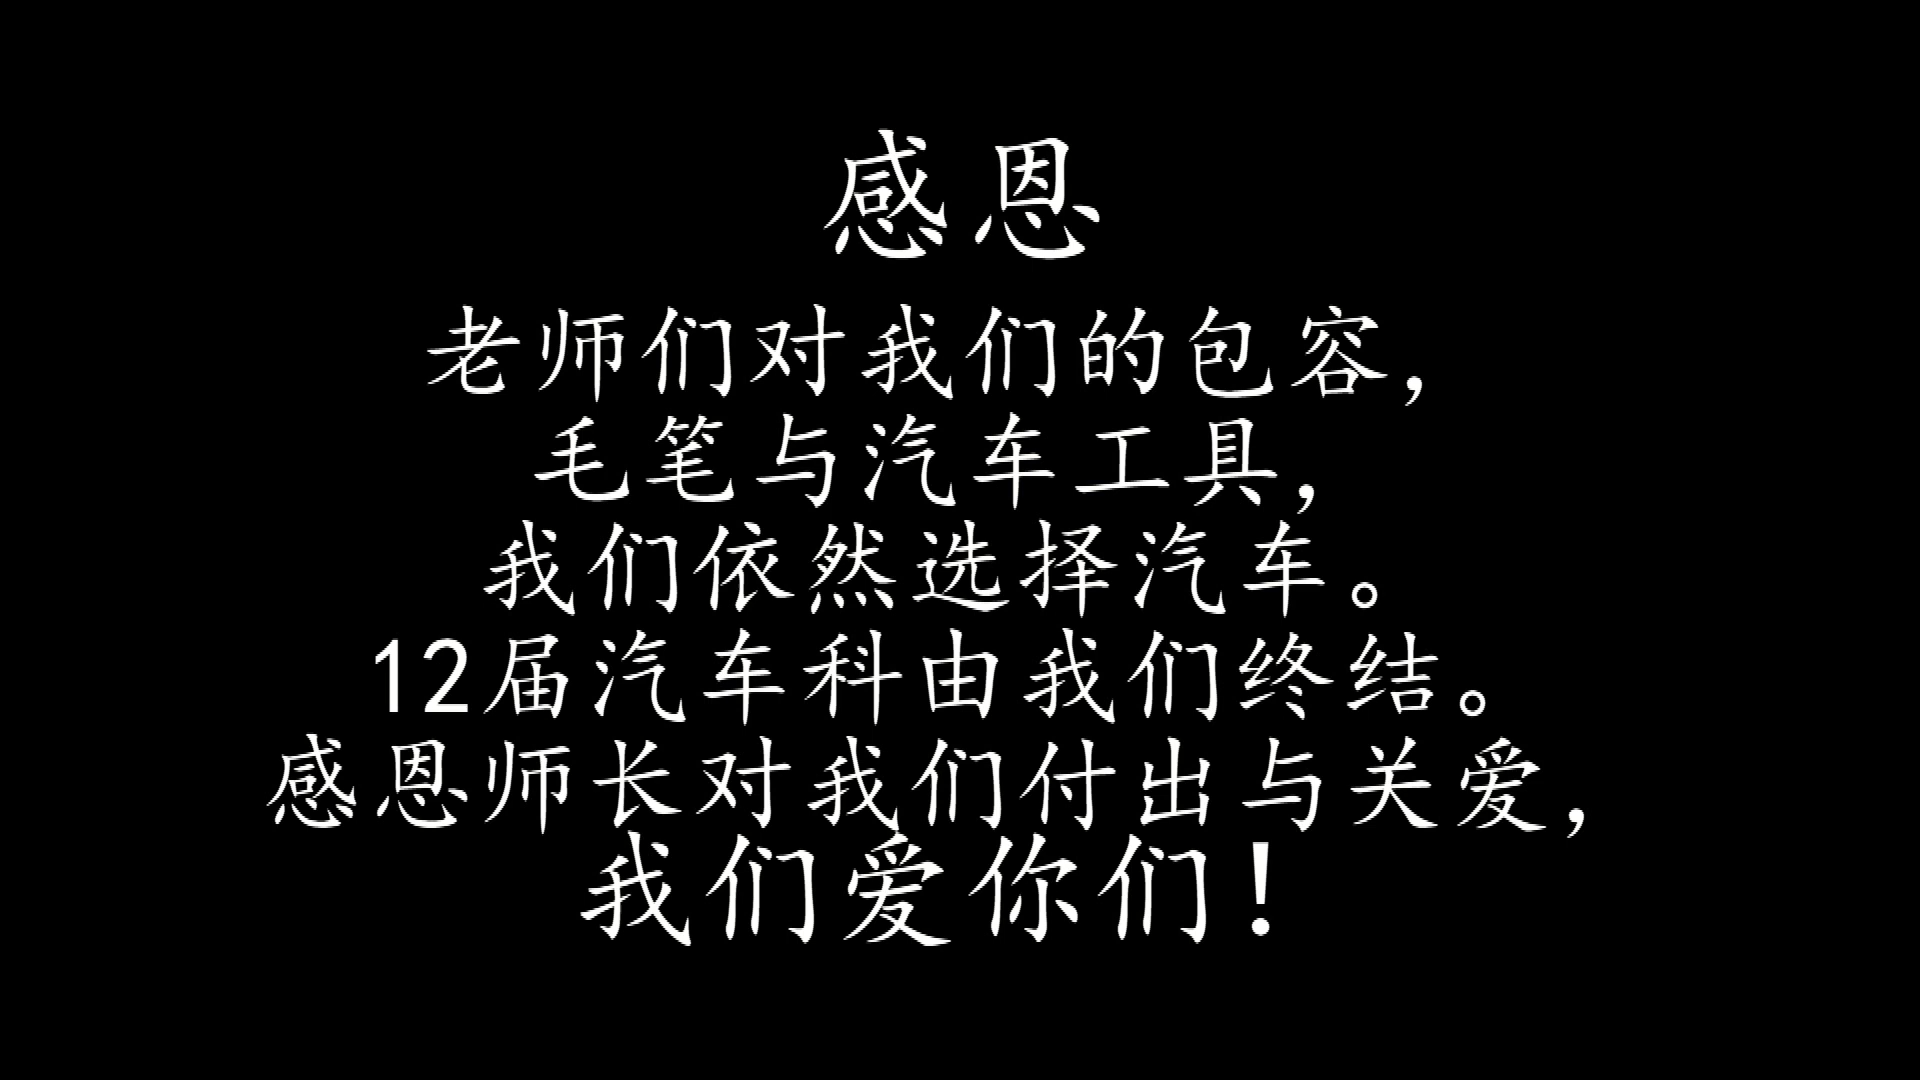 感恩
老师们对我们的包容，
毛笔与汽车工具，
我们依然选择汽车。
12届汽车科由我们终结。
感恩师长对我们付出与关爱，
我们爱你们！